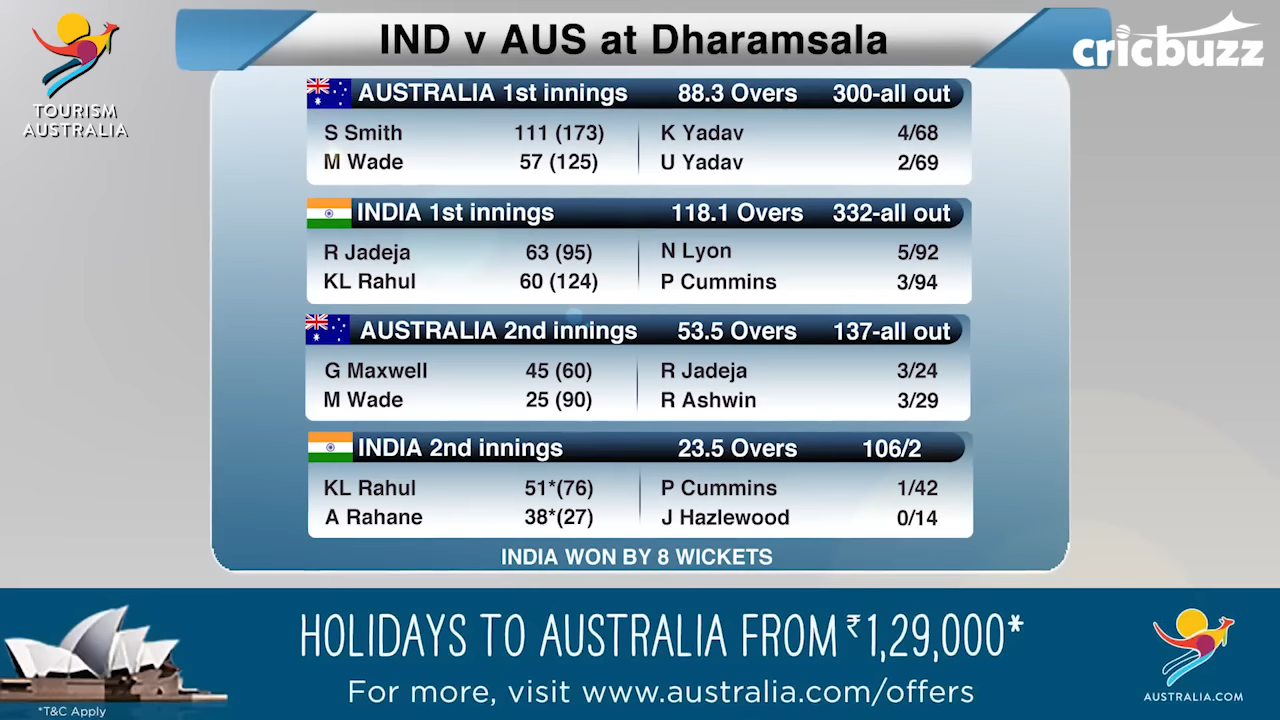 IND v AUS at Dharamsala
cricbuzz
TOURISM
AUSTRALIA
AUSTRALIA 1st innings 88.3 Overs 300-all out
S Smith 111 (173) K Yadav 4/68
M Wade 57 (125) U Yadav 2/69
INDIA 1st innings 118.1 Overs 332-all out
R Jadeja 63 (95) N Lyon 5/92
KL Rahul 60 (124) P Cummins 3/94
AUSTRALIA 2nd innings 53.5 Overs 137-all out
G Maxwell 45 (60) R Jadeja 3/24
M Wade 25 (90) R Ashwin 3/29
INDIA 2nd innings 23.5 Overs 106/2
KL Rahul 51*(76) P Cummins 1/42
A Rahane 38*(27) J Hazlewood 0/14
INDIA WON BY 8 WICKETS
HOLIDAYS TO AUSTRALIA FROM ₹1,29,000*
For more, visit www.australia.com/offers
*T&C Apply
AUSTRALIA.COM